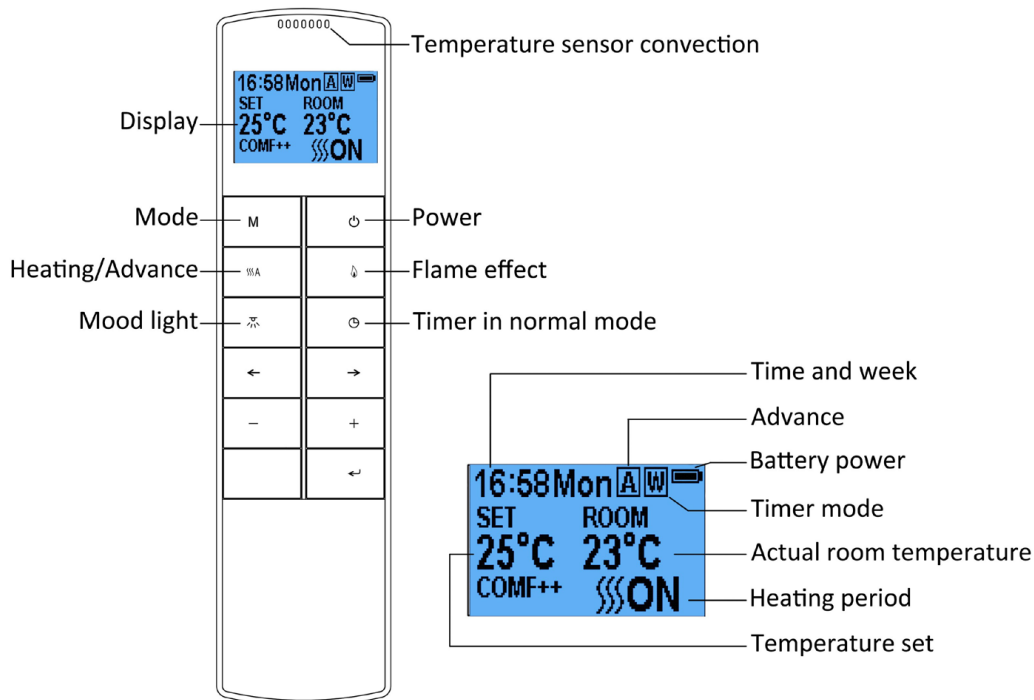 0000000
Temperature sensor convection
16:58Mon A W
SET ROOM
Display
25°C 23°C
COMF++ ON
Mode
M
Power
Heating/Advance
A
Flame effect
Mood light
Timer in normal mode
←
→
−
+
↵
Time and week
Advance
Battery power
16:58Mon A W
Timer mode
SET ROOM
25°C 23°C
Actual room temperature
COMF++ ON
Heating period
Temperature set